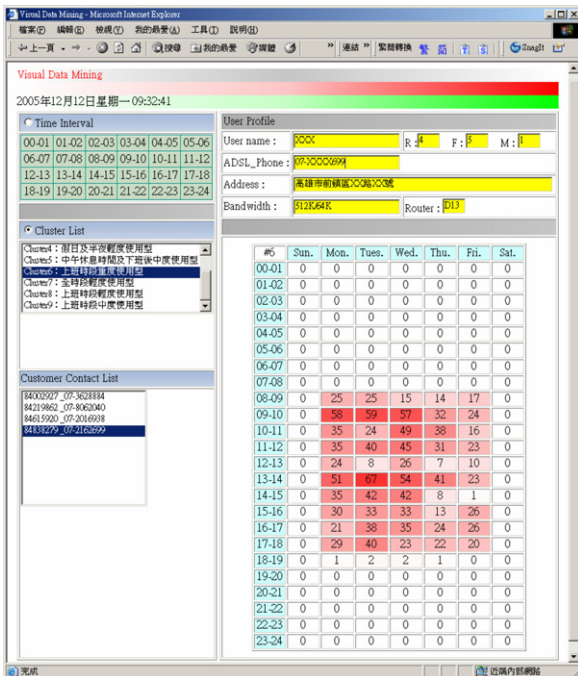 Visual Data Mining - Microsoft Internet Explorer
檔案(F) 編輯(E) 檢視(V) 我的最愛(A) 工具(T) 說明(H)
上一頁 搜尋 我的最愛 媒體 » 連結 » 繁簡轉換 繁 简 SnagIt
Visual Data Mining
2005年12月12日星期一 09:32:41
Time Interval
00-01 01-02 02-03 03-04 04-05 05-06
06-07 07-08 08-09 09-10 10-11 11-12
12-13 13-14 14-15 15-16 16-17 17-18
18-19 19-20 20-21 21-22 22-23 23-24
Cluster List
Cluster4：假日及半夜輕度使用型
Cluster5：中午休息時間及下班後中度使用型
Cluster6：上班時段重度使用型
Cluster7：全時段輕度使用型
Cluster8：上班時段輕度使用型
Cluster9：上班時段中度使用型
Customer Contact List
84002927_07-3628884
84219862_07-8062040
84615920_07-2016938
84838279_07-2162699
User Profile
User name : XXX R : 4 F : 5 M : 1
ADSL_Phone : 07-XXXX699
Address : 高雄市前鎮區XX路XX號
Bandwidth : 512K/64K Router : D13
#6 Sun. Mon. Tues. Wed. Thu. Fri. Sat.
00-01 0 0 0 0 0 0 0
01-02 0 0 0 0 0 0 0
02-03 0 0 0 0 0 0 0
03-04 0 0 0 0 0 0 0
04-05 0 0 0 0 0 0 0
05-06 0 0 0 0 0 0 0
06-07 0 0 0 0 0 0 0
07-08 0 0 0 0 0 0 0
08-09 0 25 25 15 14 17 0
09-10 0 58 59 57 32 24 0
10-11 0 35 24 49 38 16 0
11-12 0 35 40 45 31 23 0
12-13 0 24 8 26 7 10 0
13-14 0 51 67 54 41 23 0
14-15 0 35 42 42 8 1 0
15-16 0 30 33 33 13 26 0
16-17 0 21 38 35 24 26 0
17-18 0 29 40 23 22 20 0
18-19 0 1 2 2 1 0 0
19-20 0 0 0 0 0 0 0
20-21 0 0 0 0 0 0 0
21-22 0 0 0 0 0 0 0
22-23 0 0 0 0 0 0 0
23-24 0 0 0 0 0 0 0
完成 近端內部網路